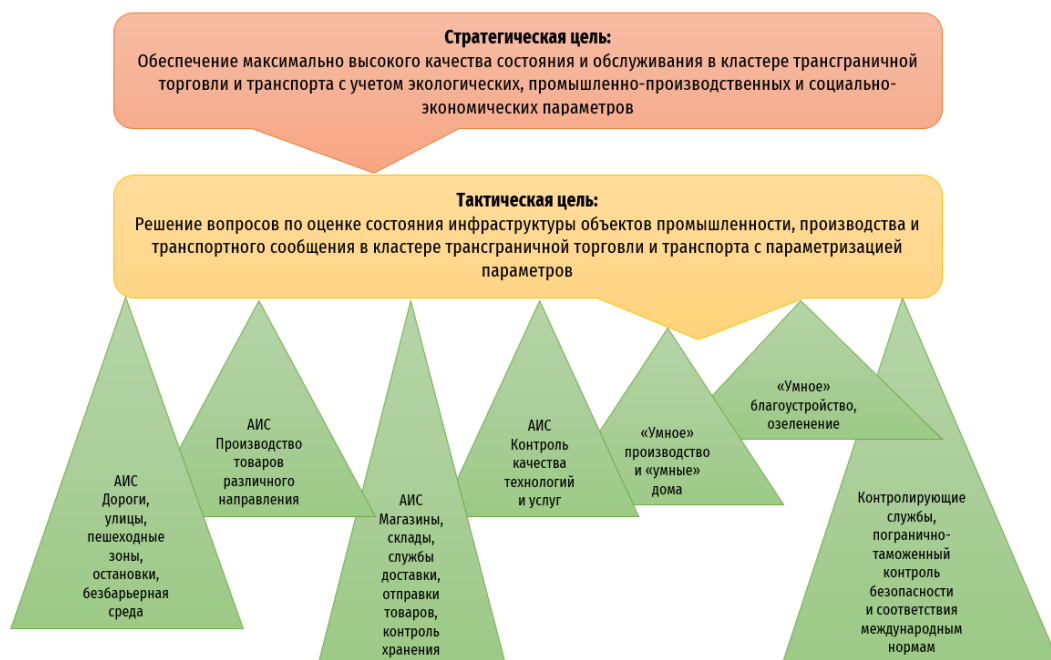 Стратегическая цель:
Обеспечение максимально высокого качества состояния и обслуживания в кластере трансграничной
торговли и транспорта с учетом экологических, промышленно-производственных и социально-
экономических параметров
Тактическая цель:
Решение вопросов по оценке состояния инфраструктуры объектов промышленности, производства и
транспортного сообщения в кластере трансграничной торговли и транспорта с параметризацией
параметров
АИС
Дороги,
улицы,
пешеходные
зоны,
остановки,
безбарьерная
среда
АИС
Производство
товаров
различного
направления
АИС
Магазины,
склады,
службы
доставки,
отправки
товаров,
контроль
хранения
АИС
Контроль
качества
технологий
и услуг
«Умное»
производство
и «умные»
дома
«Умное»
благоустройство,
озеленение
Контролирующие
службы,
погранично-
таможенный
контроль
безопасности
и соответствия
международным
нормам